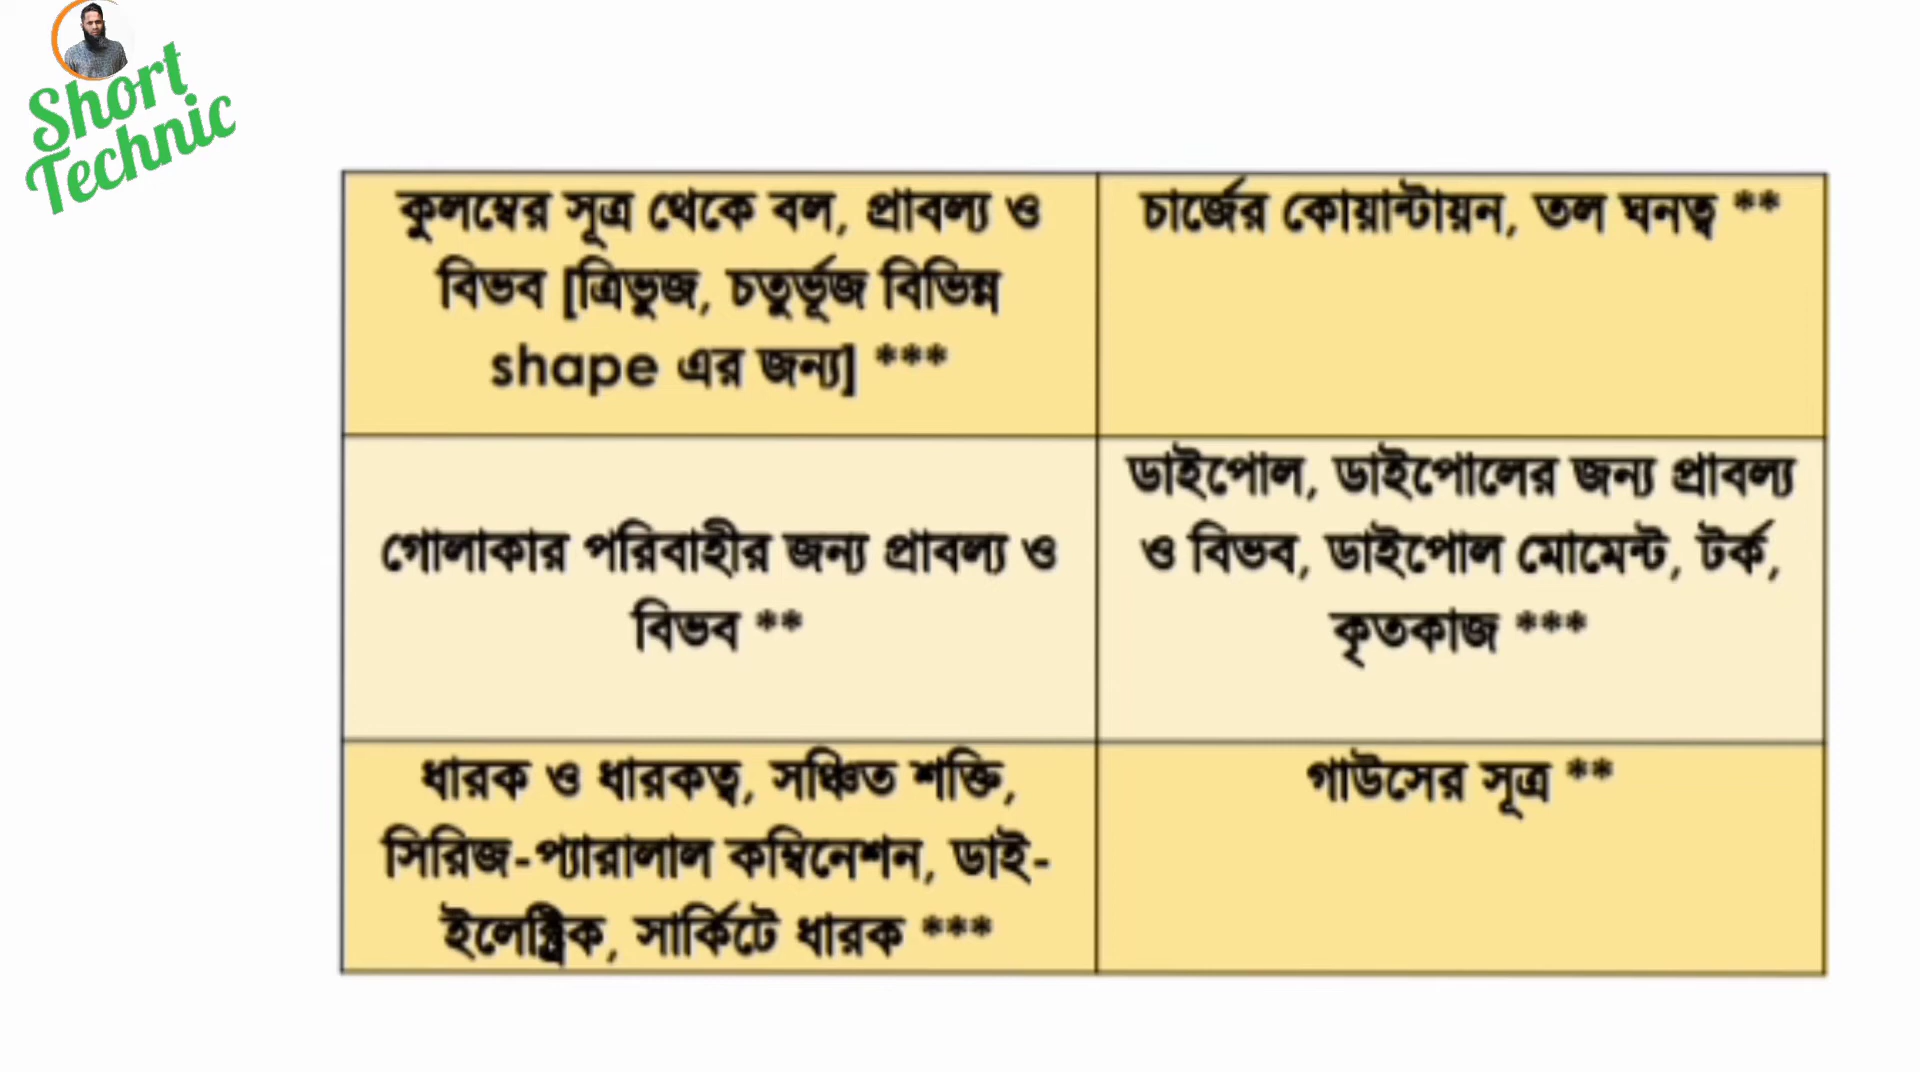 Short
Technic
কুলম্বের সূত্র থেকে বল, প্রাবল্য ও
বিভব [ত্রিভুজ, চতুর্ভূজ বিভিন্ন
shape এর জন্য] ***
চার্জের কোয়ান্টায়ন, তল ঘনত্ব **
গোলাকার পরিবাহীর জন্য প্রাবল্য ও
বিভব **
ডাইপোল, ডাইপোলের জন্য প্রাবল্য
ও বিভব, ডাইপোল মোমেন্ট, টর্ক,
কৃতকাজ ***
ধারক ও ধারকত্ব, সঞ্চিত শক্তি,
সিরিজ-প্যারালাল কম্বিনেশন, ডাই-
ইলেক্ট্রিক, সার্কিটে ধারক ***
গাউসের সূত্র **